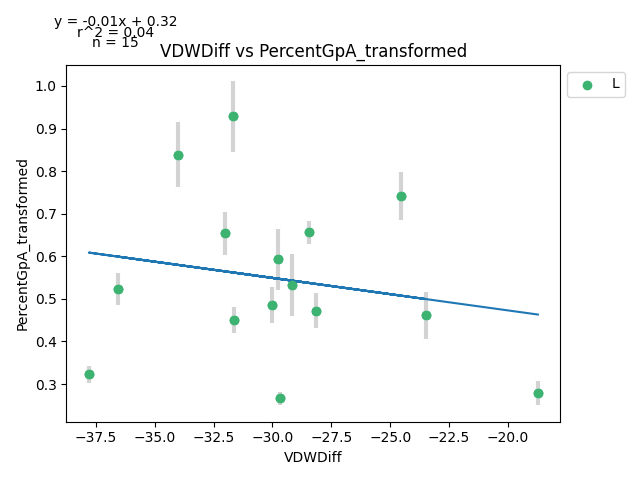 y = -0.01x + 0.32
r^2 = 0.04
n = 15
VDWDiff vs PercentGpA_transformed
L
PercentGpA_transformed
1.0
0.9
0.8
0.7
0.6
0.5
0.4
0.3
−37.5 −35.0 −32.5 −30.0 −27.5 −25.0 −22.5 −20.0
VDWDiff